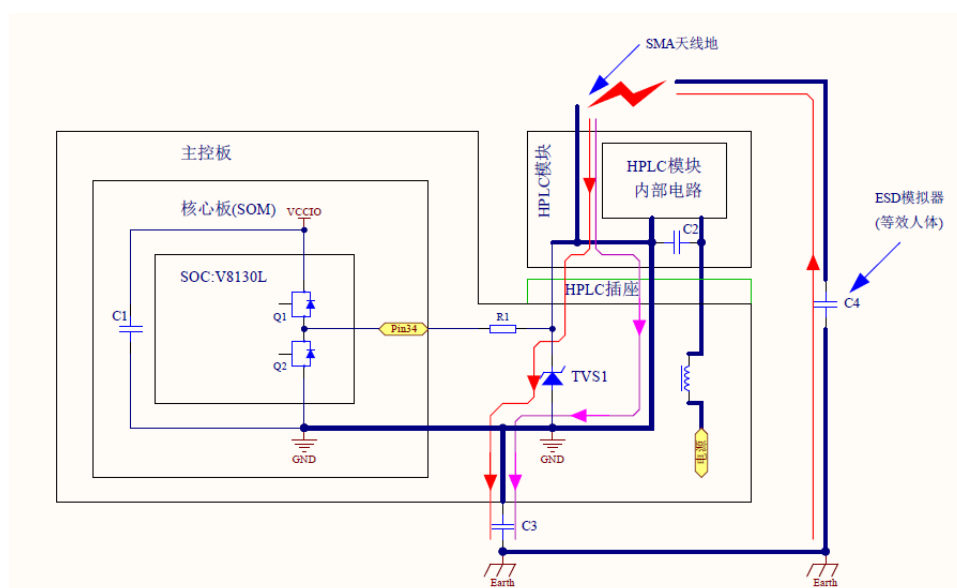 SMA天线地
主控板
HPLC模块
HPLC模块
内部电路
核心板(SOM)
VCCIO
ESD模拟器
(等效人体)
C2
SOC:V8130L
HPLC插座
C4
C1
Q1
Pin34
R1
Q2
TVS1
GND
GND
电源
C3
Earth
Earth